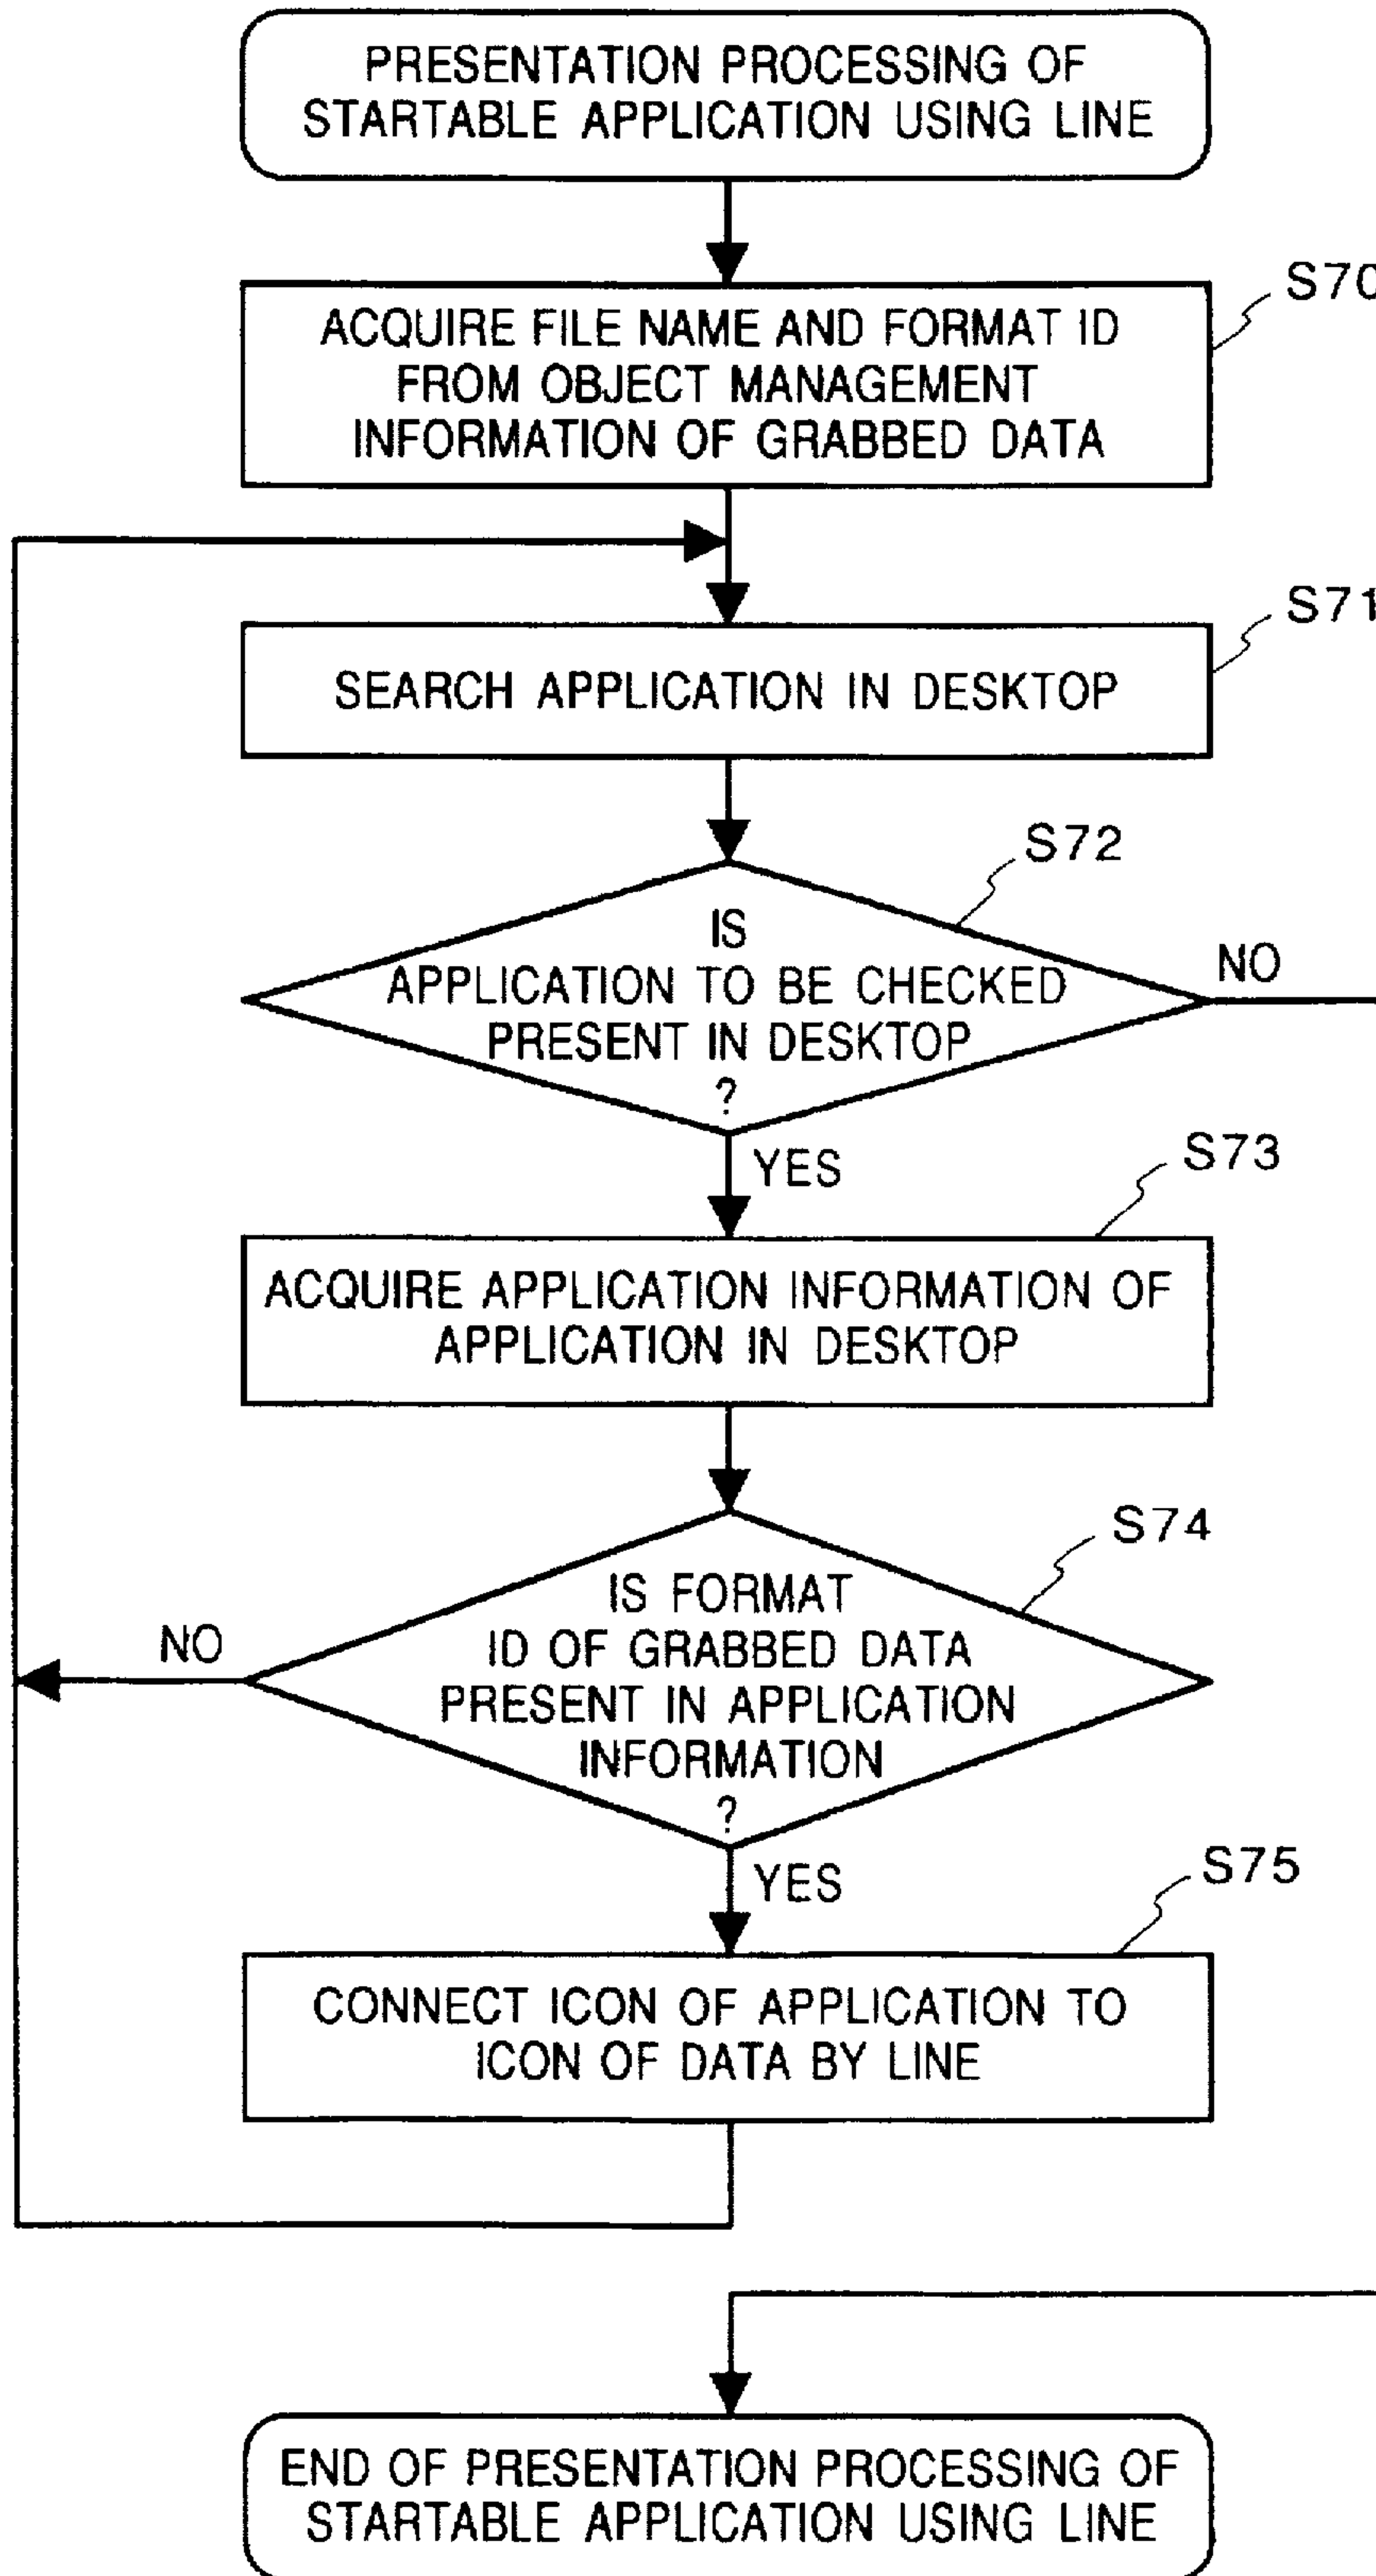 PRESENTATION PROCESSING OF
STARTABLE APPLICATION USING LINE
S70
ACQUIRE FILE NAME AND FORMAT ID
FROM OBJECT MANAGEMENT
INFORMATION OF GRABBED DATA
S71
SEARCH APPLICATION IN DESKTOP
S72
IS
APPLICATION TO BE CHECKED
PRESENT IN DESKTOP
?
NO
YES
S73
ACQUIRE APPLICATION INFORMATION OF
APPLICATION IN DESKTOP
S74
IS FORMAT
ID OF GRABBED DATA
PRESENT IN APPLICATION
INFORMATION
?
NO
YES
S75
CONNECT ICON OF APPLICATION TO
ICON OF DATA BY LINE
END OF PRESENTATION PROCESSING OF
STARTABLE APPLICATION USING LINE